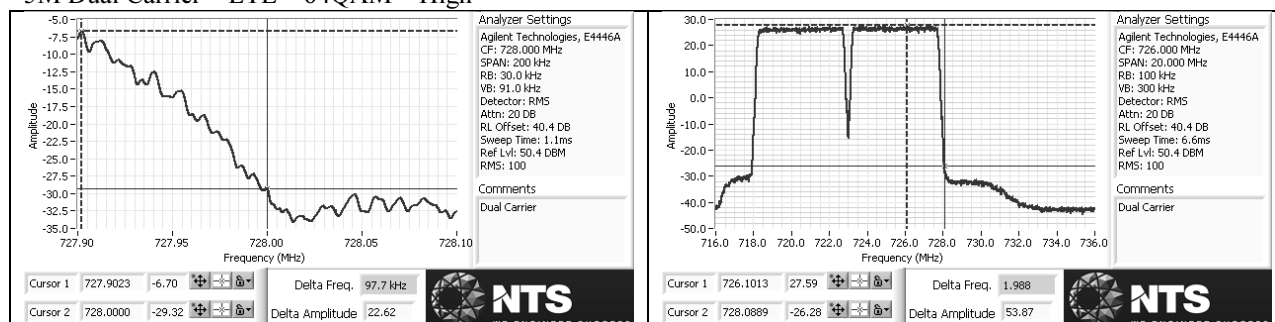 5M Dual Carrier – LTE – 64QAM – High
-5.0
-7.5
-10.0
-12.5
-15.0
-17.5
-20.0
-22.5
-25.0
-27.5
-30.0
-32.5
-35.0
Amplitude
727.90 727.95 728.00 728.05 728.10
Frequency (MHz)
Analyzer Settings
Agilent Technologies, E4446A
CF: 728.000 MHz
SPAN: 200 kHz
RB: 30.0 kHz
VB: 91.0 kHz
Detector: RMS
Attn: 20 DB
RL Offset: 40.4 DB
Sweep Time: 1.1ms
Ref Lvl: 50.4 DBM
RMS: 100
Comments
Dual Carrier
Cursor 1 727.9023 -6.70
Cursor 2 728.0000 -29.32
Delta Freq. 97.7 kHz
Delta Amplitude 22.62
NTS
30.0
20.0
10.0
0.0
-10.0
-20.0
-30.0
-40.0
-50.0
Amplitude
716.0 718.0 720.0 722.0 724.0 726.0 728.0 730.0 732.0 734.0 736.0
Frequency (MHz)
Analyzer Settings
Agilent Technologies, E4446A
CF: 726.000 MHz
SPAN: 20.000 MHz
RB: 100 kHz
VB: 300 kHz
Detector: RMS
Attn: 20 DB
RL Offset: 40.4 DB
Sweep Time: 6.6ms
Ref Lvl: 50.4 DBM
RMS: 100
Comments
Dual Carrier
Cursor 1 726.1013 27.59
Cursor 2 728.0889 -26.28
Delta Freq. 1.988
Delta Amplitude 53.87
NTS